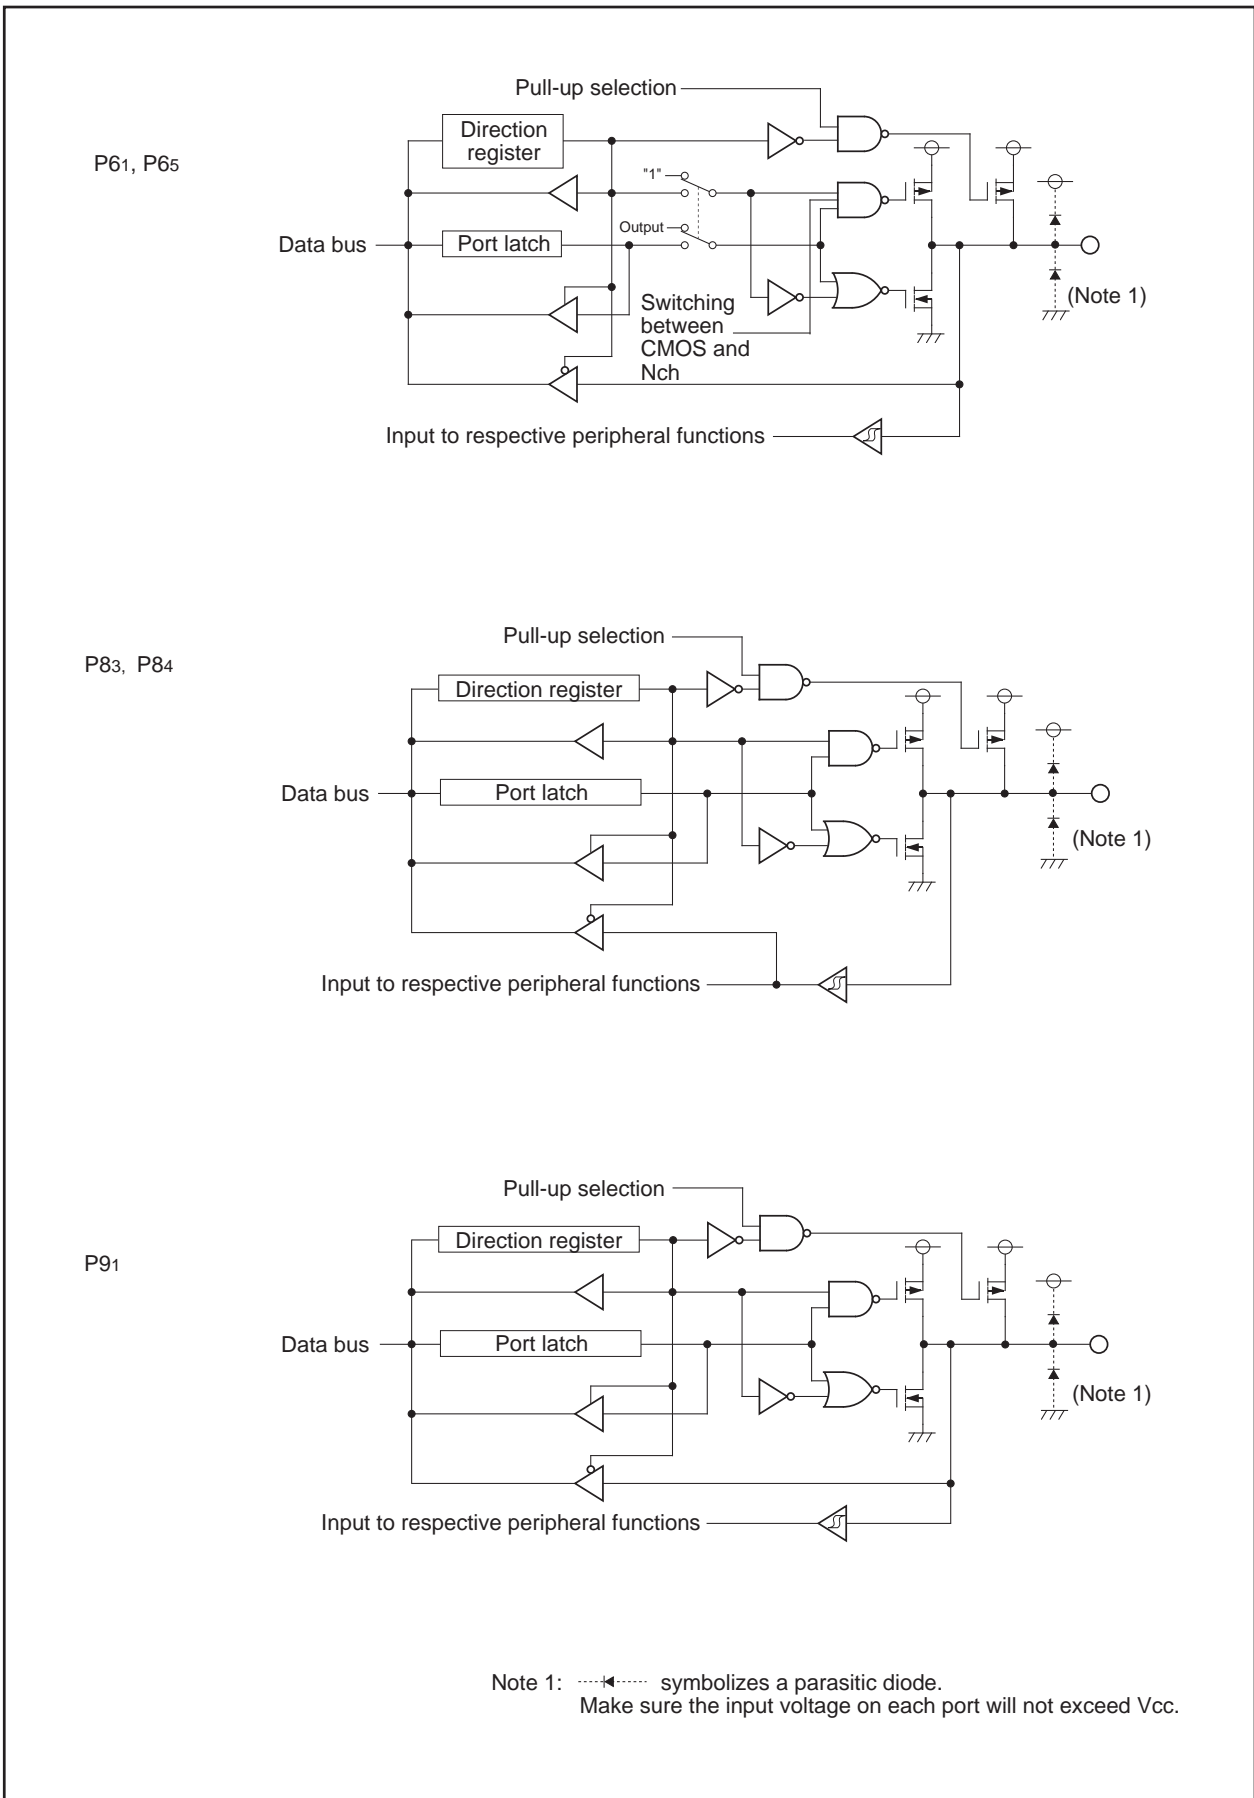 Pull-up selection
Direction
register
P61, P65
"1"
Output
Data bus
Port latch
Switching
between
CMOS and
Nch
(Note 1)
Input to respective peripheral functions
Pull-up selection
P83, P84
Direction register
Data bus
Port latch
(Note 1)
Input to respective peripheral functions
Pull-up selection
Direction register
P91
Data bus
Port latch
(Note 1)
Input to respective peripheral functions
Note 1: symbolizes a parasitic diode.
Make sure the input voltage on each port will not exceed Vcc.